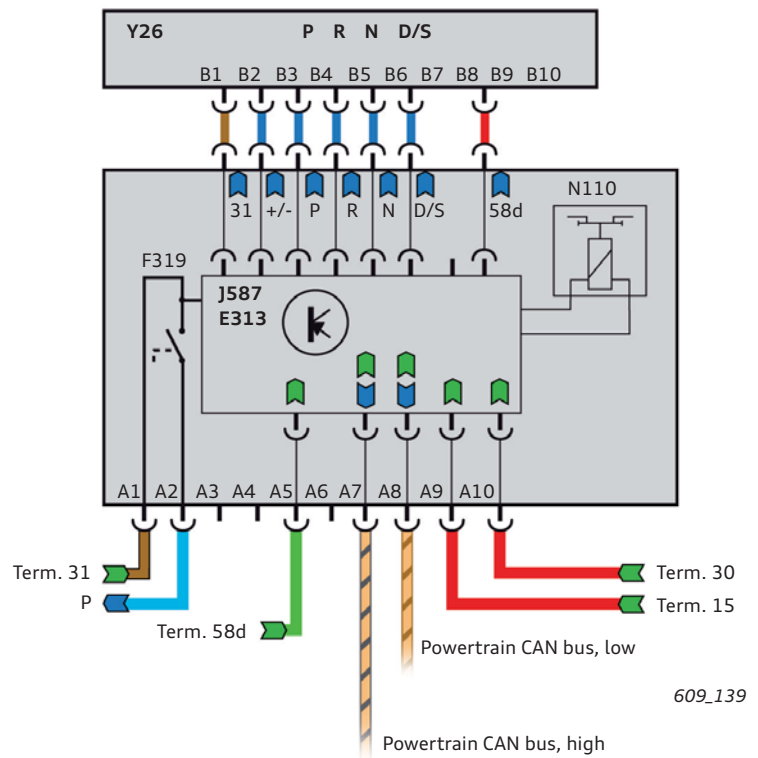 Y26 P R N D/S
B1 B2 B3 B4 B5 B6 B7 B8 B9 B10
31 +/- P R N D/S 58d
N110
F319
J587
E313
A1 A2 A3 A4 A5 A6 A7 A8 A9 A10
Term. 31
Term. 30
P
Term. 15
Term. 58d
Powertrain CAN bus, low
609_139
Powertrain CAN bus, high